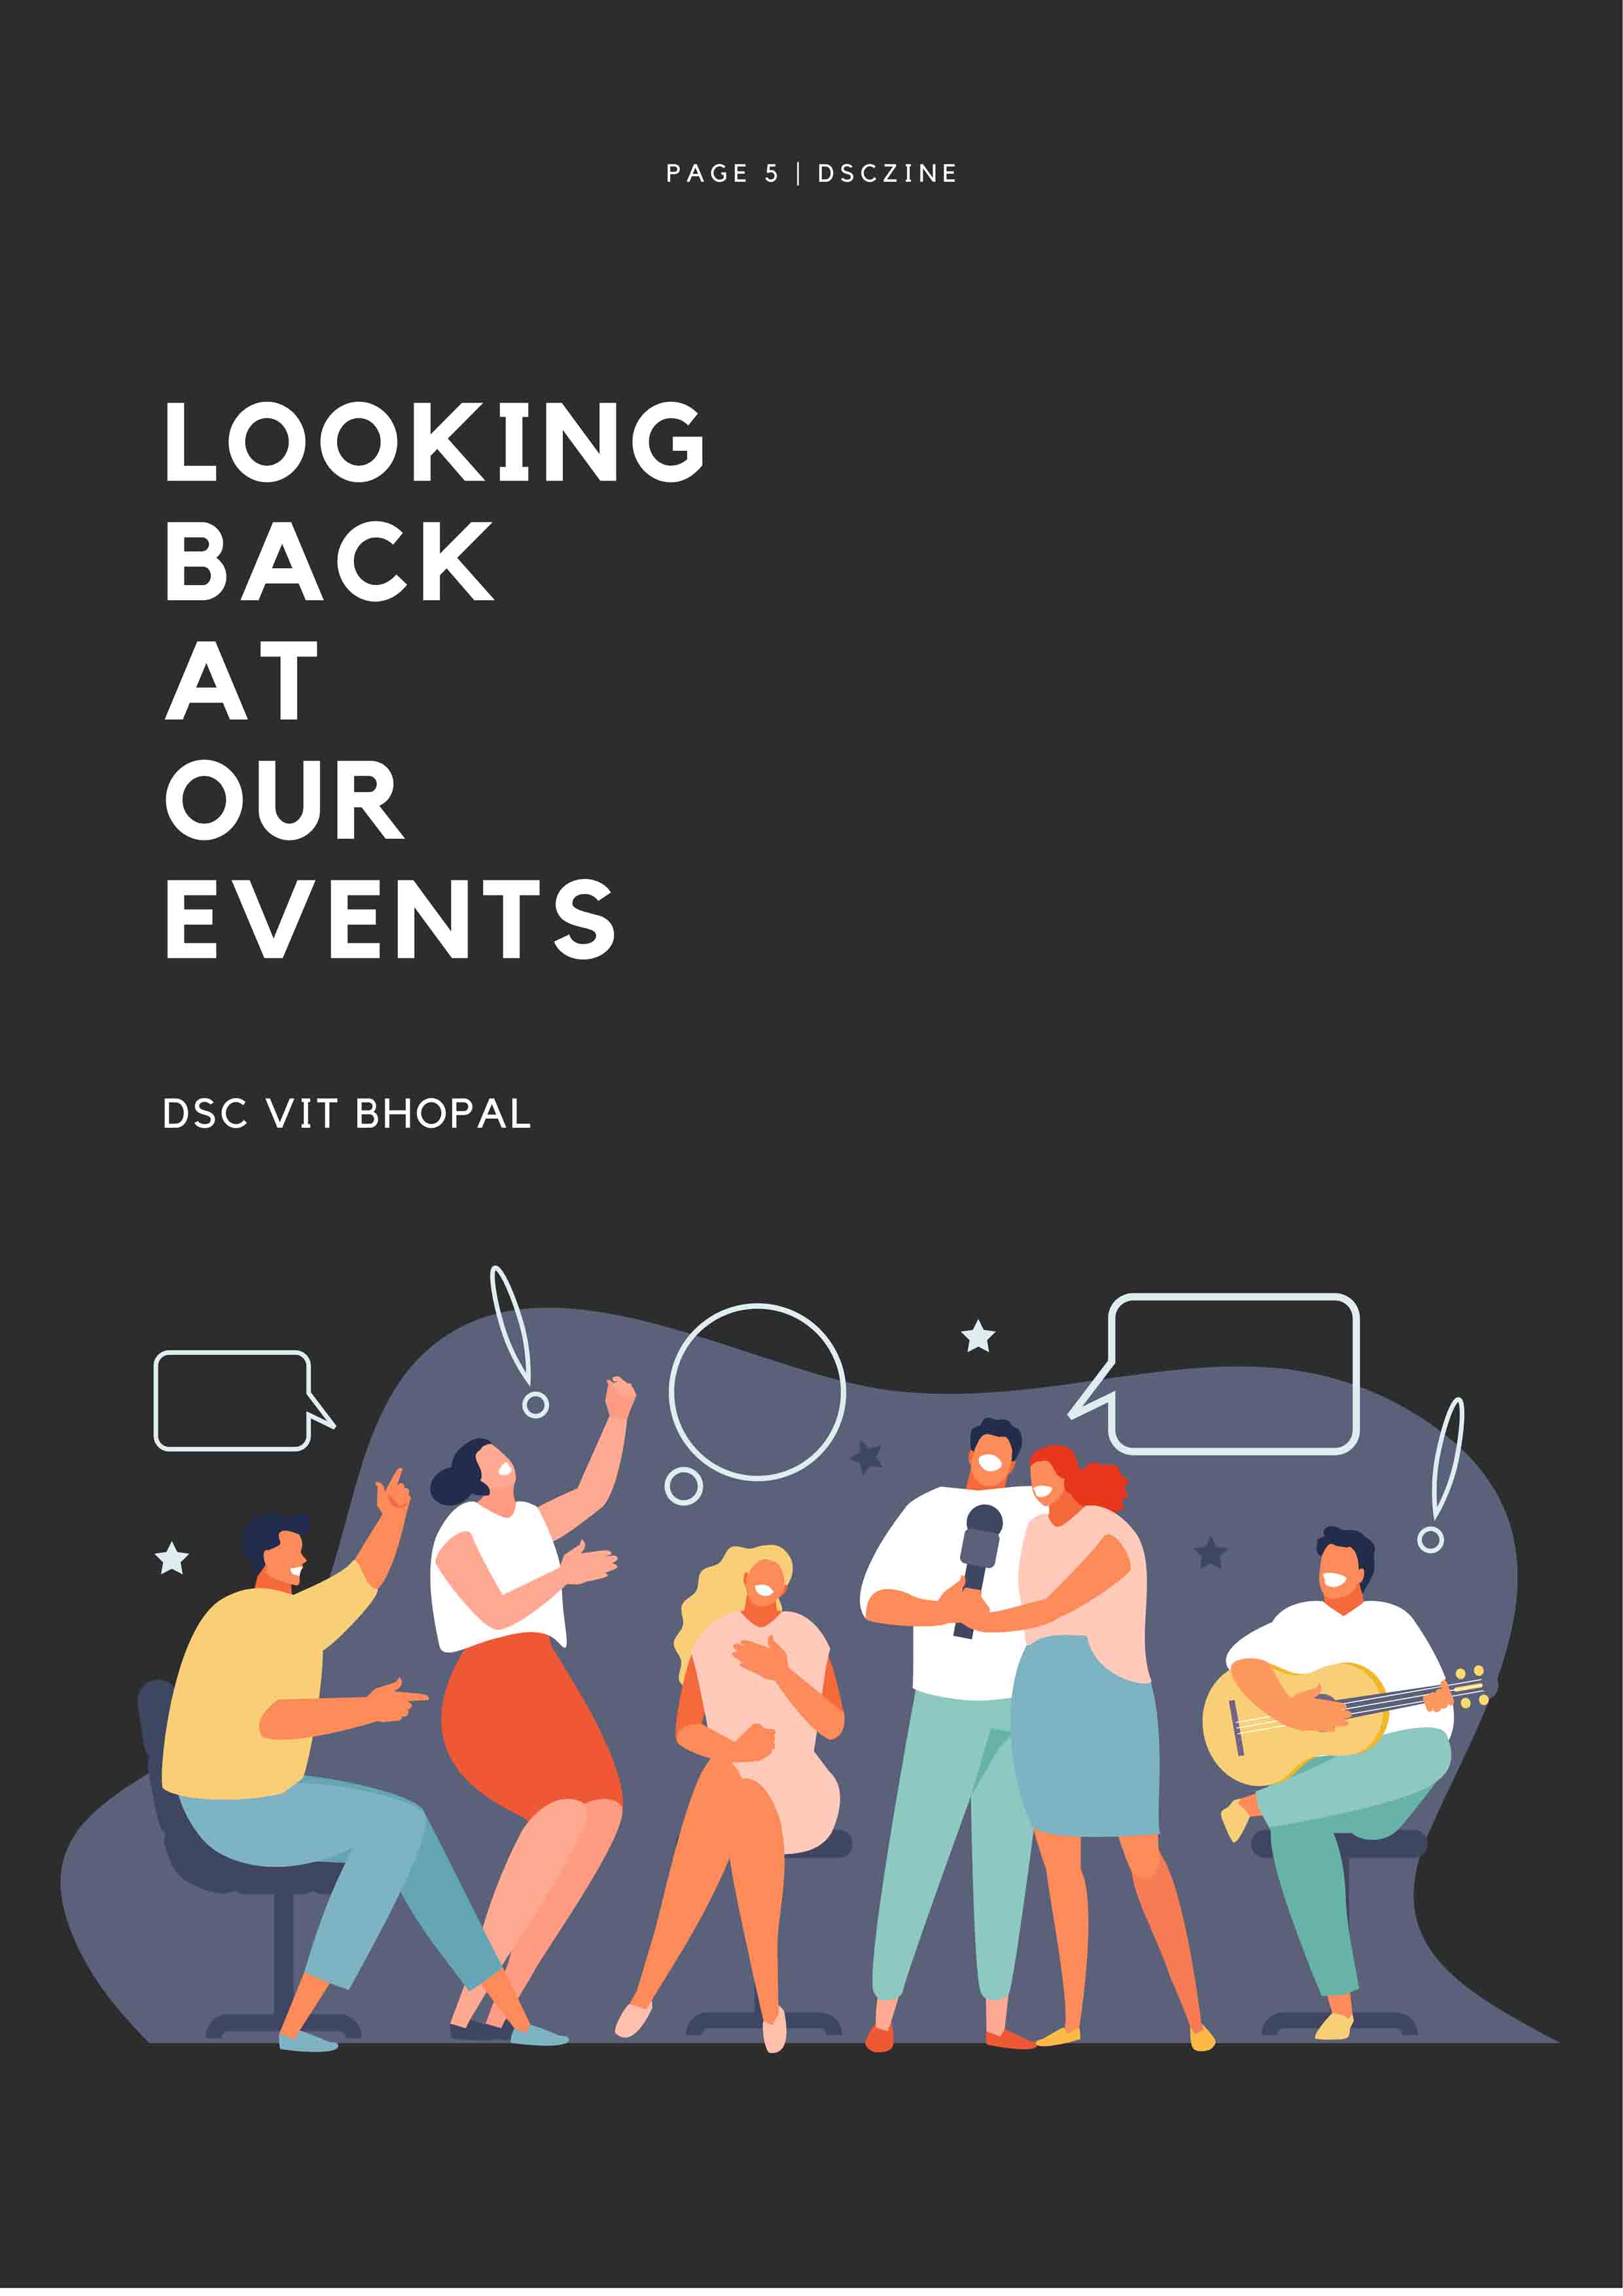 PAGE 5 | DSCZINE
LOOKING
BACK
AT
OUR
EVENTS
DSC VIT BHOPAL